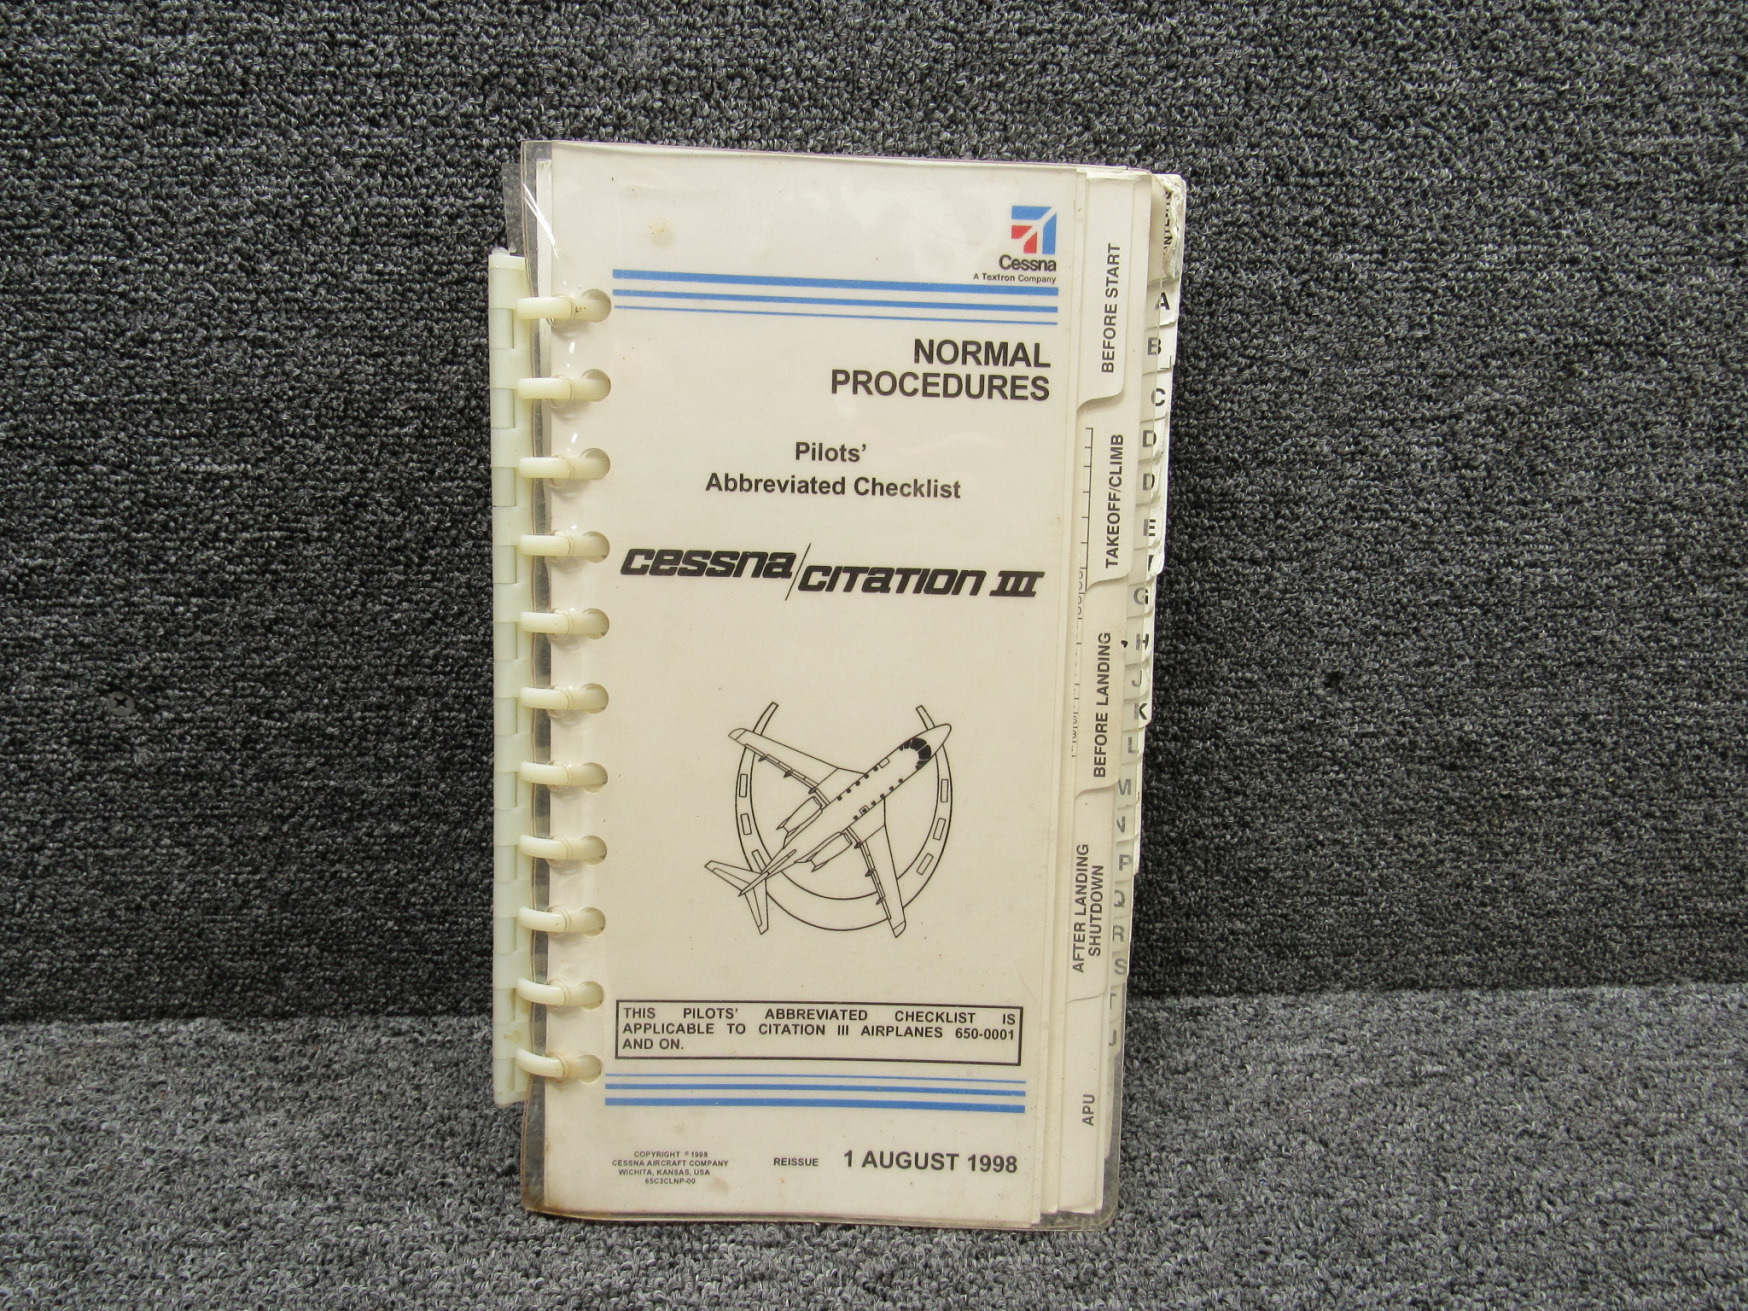 Cessna
A Textron Company
NORMAL
PROCEDURES
Pilots'
Abbreviated Checklist
cessna/CITATION III
THIS PILOTS' ABBREVIATED CHECKLIST IS
APPLICABLE TO CITATION III AIRPLANES 650-0001
AND ON.
COPYRIGHT © 1998
CESSNA AIRCRAFT COMPANY
WICHITA, KANSAS, USA
65C3CLNP-00
REISSUE 1 AUGUST 1998
BEFORE START
TAKEOFF/CLIMB
BEFORE LANDING
AFTER LANDING
SHUTDOWN
APU
A
B
C
D
D
E
G
H
J
K
L
M
P
R
S